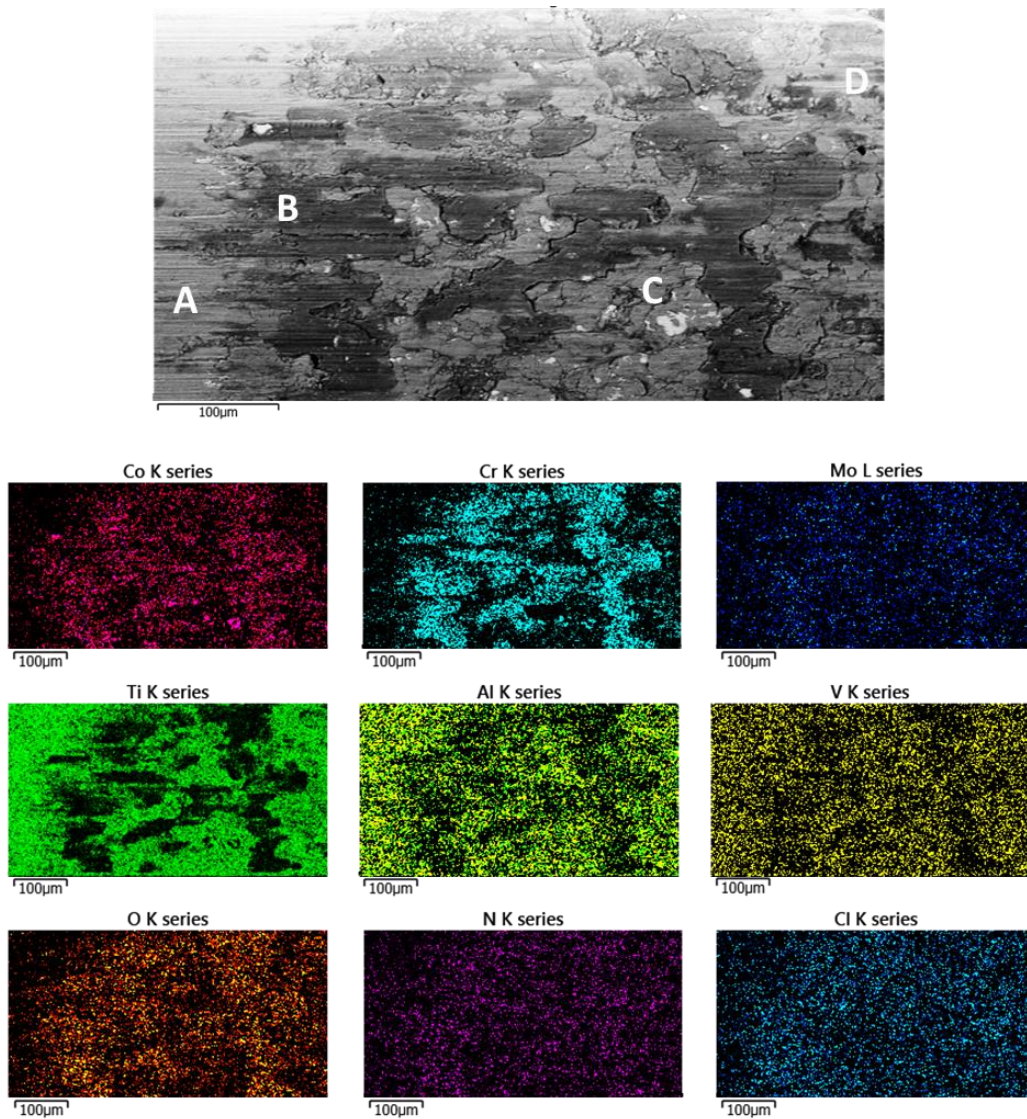 D
B
A
C
100μm
Co K series
Cr K series
Mo L series
100μm
100μm
100μm
Ti K series
Al K series
V K series
100μm
100μm
100μm
O K series
N K series
Cl K series
100μm
100μm
100μm